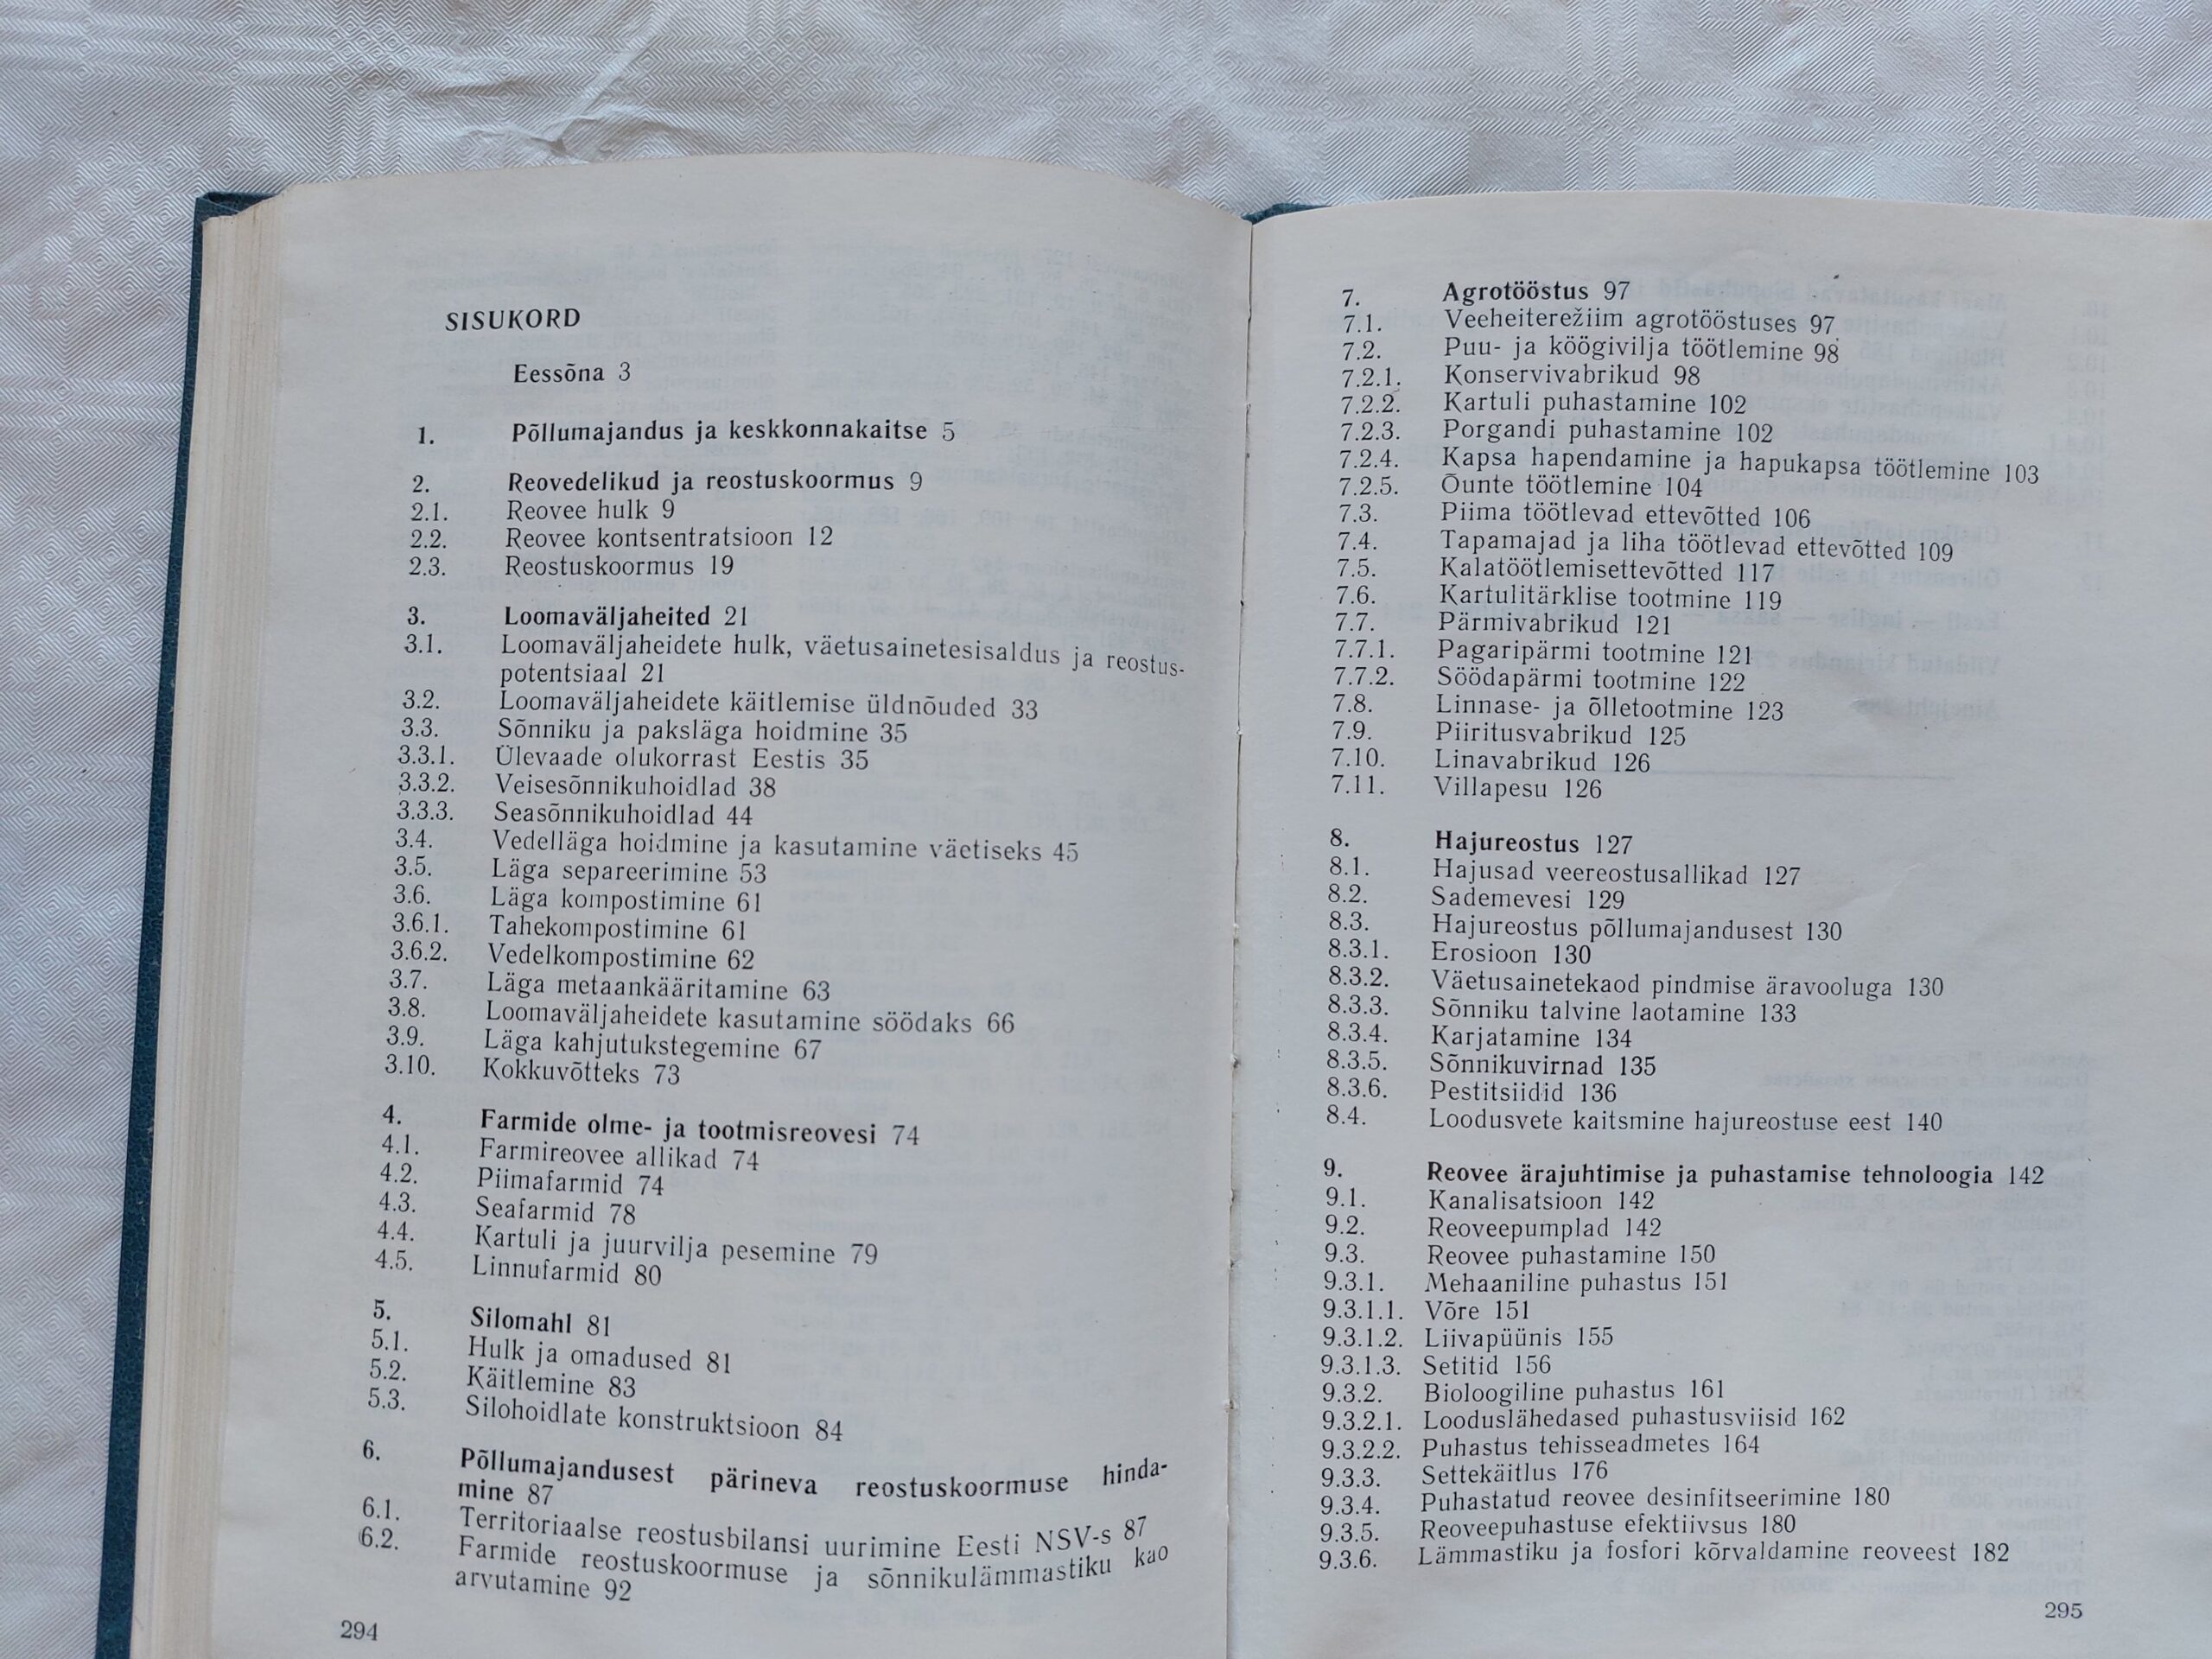 SISUKORD
Eessõna 3
1. Põllumajandus ja keskkonnakaitse 5
2. Reovedelikud ja reostuskoormus 9
2.1. Reovee hulk 9
2.2. Reovee kontsentratsioon 12
2.3. Reostuskoormus 19
3. Loomaväljaheited 21
3.1. Loomaväljaheidete hulk, väetusainetesisaldus ja reostus-
potentsiaal 21
3.2. Loomaväljaheidete käitlemise üldnõuded 33
3.3. Sõnniku ja paksläga hoidmine 35
3.3.1. Ülevaade olukorrast Eestis 35
3.3.2. Veisesõnnikuhoidlad 38
3.3.3. Seasõnnikuhoidlad 44
3.4. Vedelläga hoidmine ja kasutamine väetiseks 45
3.5. Läga separeerimine 53
3.6. Läga kompostimine 61
3.6.1. Tahekompostimine 61
3.6.2. Vedelkompostimine 62
3.7. Läga metaankääritamine 63
3.8. Loomaväljaheidete kasutamine söödaks 66
3.9. Läga kahjutukstegemine 67
3.10. Kokkuvõtteks 73
4. Farmide olme- ja tootmisreovesi 74
4.1. Farmireovee allikad 74
4.2. Piimafarmid 74
4.3. Seafarmid 78
4.4. Kartuli ja juurvilja pesemine 79
4.5. Linnufarmid 80
5. Silomahl 81
5.1. Hulk ja omadused 81
5.2. Käitlemine 83
5.3. Silohoidlate konstruktsioon 84
6. Põllumajandusest pärineva reostuskoormuse hinda-
mine 87
6.1. Territoriaalse reostusbilansi uurimine Eesti NSV-s 87
6.2. Farmide reostuskoormuse ja sõnnikulämmastiku kao
arvutamine 92
294
7. Agrotööstus 97
7.1. Veeheiterežiim agrotööstuses 97
7.2. Puu- ja köögivilja töötlemine 98
7.2.1. Konservivabrikud 98
7.2.2. Kartuli puhastamine 102
7.2.3. Porgandi puhastamine 102
7.2.4. Kapsa hapendamine ja hapukapsa töötlemine 103
7.2.5. Õunte töötlemine 104
7.3. Piima töötlevad ettevõtted 106
7.4. Tapamajad ja liha töötlevad ettevõtted 109
7.5. Kalatöötlemisettevõtted 117
7.6. Kartulitärklise tootmine 119
7.7. Pärmivabrikud 121
7.7.1. Pagaripärmi tootmine 121
7.7.2. Söödapärmi tootmine 122
7.8. Linnase- ja õlletootmine 123
7.9. Piiritusvabrikud 125
7.10. Linavabrikud 126
7.11. Villapesu 126
8. Hajureostus 127
8.1. Hajusad veereostusallikad 127
8.2. Sademevesi 129
8.3. Hajureostus põllumajandusest 130
8.3.1. Erosioon 130
8.3.2. Väetusainetekaod pindmise äravooluga 130
8.3.3. Sõnniku talvine laotamine 133
8.3.4. Karjatamine 134
8.3.5. Sõnnikuvirnad 135
8.3.6. Pestitsiidid 136
8.4. Loodusvete kaitsmine hajureostuse eest 140
9. Reovee ärajuhtimise ja puhastamise tehnoloogia 142
9.1. Kanalisatsioon 142
9.2. Reoveepumplad 142
9.3. Reovee puhastamine 150
9.3.1. Mehaaniline puhastus 151
9.3.1.1. Võre 151
9.3.1.2. Liivapüünis 155
9.3.1.3. Setitid 156
9.3.2. Bioloogiline puhastus 161
9.3.2.1. Looduslähedased puhastusviisid 162
9.3.2.2. Puhastus tehisseadmetes 164
9.3.3. Settekäitlus 176
9.3.4. Puhastatud reovee desinfitseerimine 180
9.3.5. Reoveepuhastuse efektiivsus 180
9.3.6. Lämmastiku ja fosfori kõrvaldamine reoveest 182
295